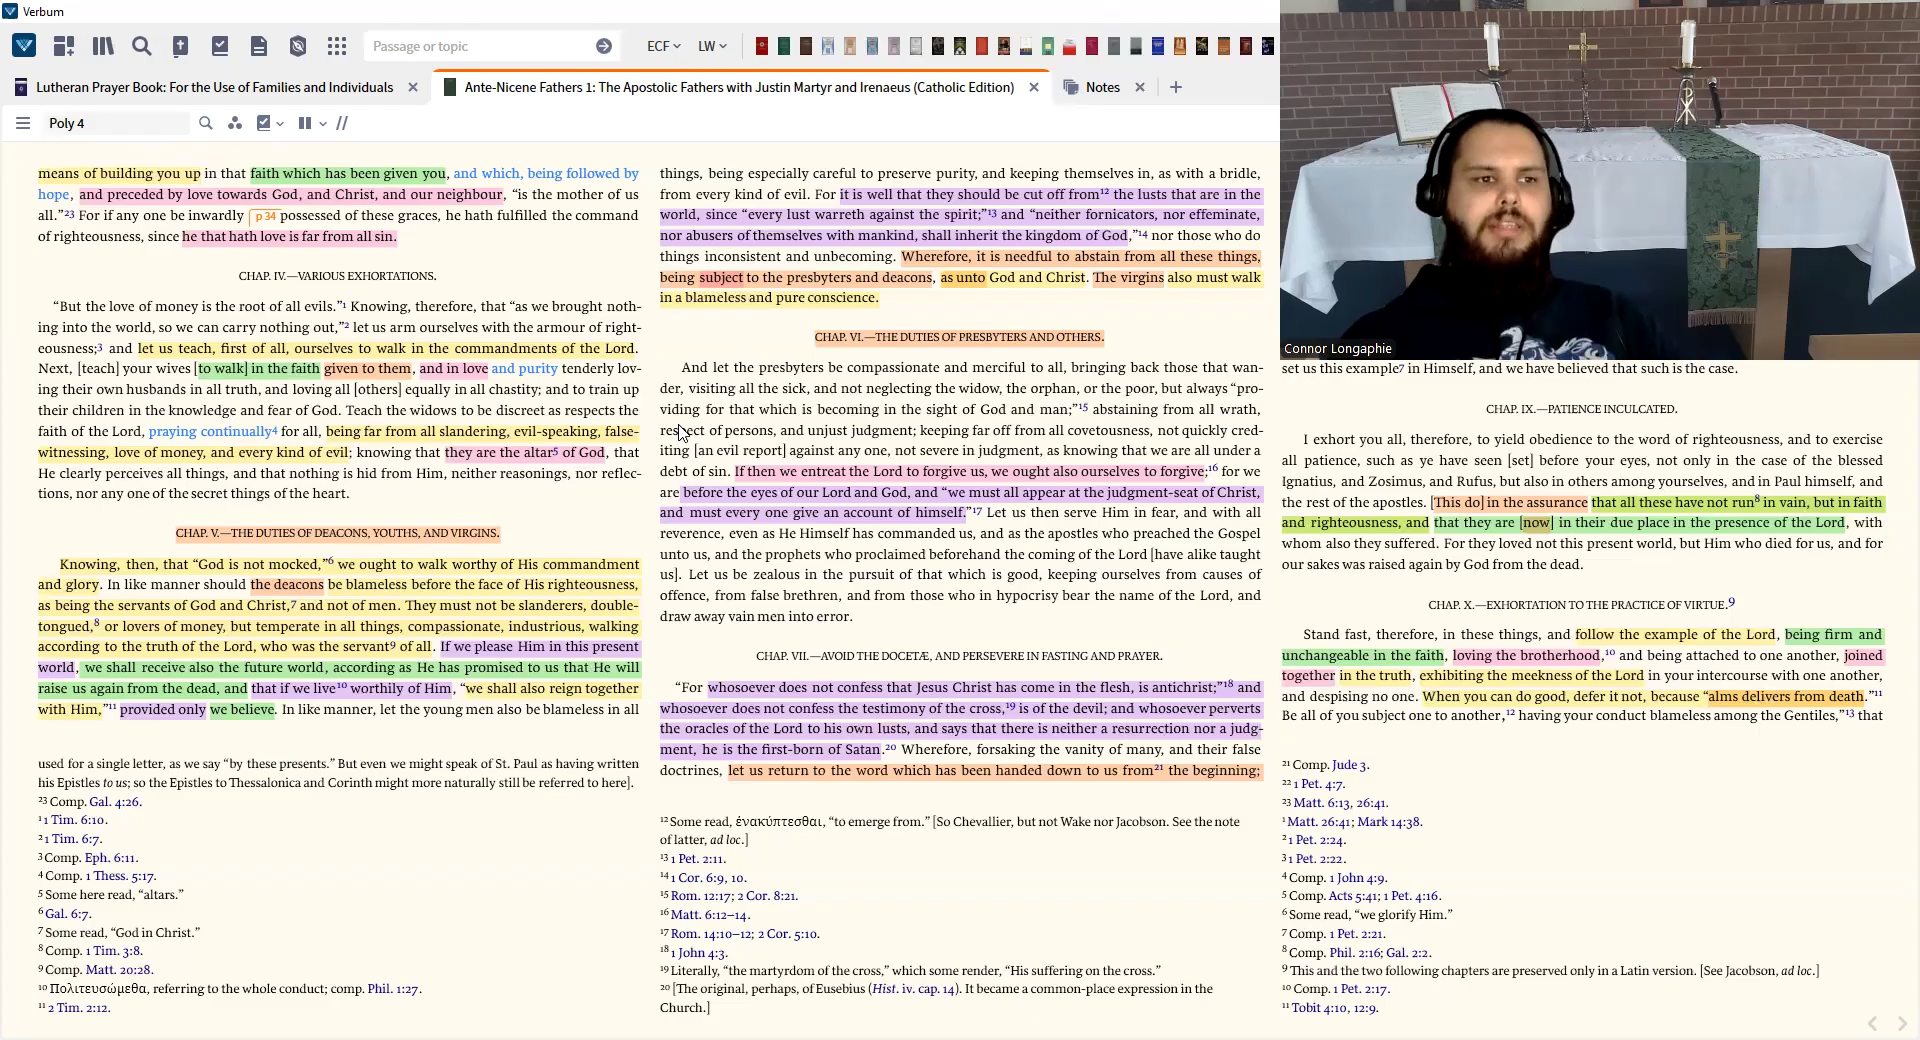 Verbum
Passage or topic
ECF
LW
Lutheran Prayer Book: For the Use of Families and Individuals
Ante-Nicene Fathers 1: The Apostolic Fathers with Justin Martyr and Irenaeus (Catholic Edition)
Notes
Poly 4
means of building you up in that faith which has been given you, and which, being followed by
hope, and preceded by love towards God, and Christ, and our neighbour, “is the mother of us
all.”23 For if any one be inwardly p 34 possessed of these graces, he hath fulfilled the command
of righteousness, since he that hath love is far from all sin.
CHAP. IV.—VARIOUS EXHORTATIONS.
“But the love of money is the root of all evils.”1 Knowing, therefore, that “as we brought noth-
ing into the world, so we can carry nothing out,”2 let us arm ourselves with the armour of right-
eousness;3 and let us teach, first of all, ourselves to walk in the commandments of the Lord.
Next, [teach] your wives [to walk] in the faith given to them, and in love and purity tenderly lov-
ing their own husbands in all truth, and loving all [others] equally in all chastity; and to train up
their children in the knowledge and fear of God. Teach the widows to be discreet as respects the
faith of the Lord, praying continually4 for all, being far from all slandering, evil-speaking, false-
witnessing, love of money, and every kind of evil; knowing that they are the altar5 of God, that
He clearly perceives all things, and that nothing is hid from Him, neither reasonings, nor reflec-
tions, nor any one of the secret things of the heart.
CHAP. V.—THE DUTIES OF DEACONS, YOUTHS, AND VIRGINS.
Knowing, then, that “God is not mocked,”6 we ought to walk worthy of His commandment
and glory. In like manner should the deacons be blameless before the face of His righteousness,
as being the servants of God and Christ,7 and not of men. They must not be slanderers, double-
tongued,8 or lovers of money, but temperate in all things, compassionate, industrious, walking
according to the truth of the Lord, who was the servant9 of all. If we please Him in this present
world, we shall receive also the future world, according as He has promised to us that He will
raise us again from the dead, and that if we live10 worthily of Him, “we shall also reign together
with Him,”11 provided only we believe. In like manner, let the young men also be blameless in all
used for a single letter, as we say “by these presents.” But even we might speak of St. Paul as having written
his Epistles to us; so the Epistles to Thessalonica and Corinth might more naturally still be referred to here].
23 Comp. Gal. 4:26.
1 1 Tim. 6:10.
2 1 Tim. 6:7.
3 Comp. Eph. 6:11.
4 Comp. 1 Thess. 5:17.
5 Some here read, “altars.”
6 Gal. 6:7.
7 Some read, “God in Christ.”
8 Comp. 1 Tim. 3:8.
9 Comp. Matt. 20:28.
10 Πολιτευσώμεθα, referring to the whole conduct; comp. Phil. 1:27.
11 2 Tim. 2:12.
things, being especially careful to preserve purity, and keeping themselves in, as with a bridle,
from every kind of evil. For it is well that they should be cut off from12 the lusts that are in the
world, since “every lust warreth against the spirit;”13 and “neither fornicators, nor effeminate,
nor abusers of themselves with mankind, shall inherit the kingdom of God,”14 nor those who do
things inconsistent and unbecoming. Wherefore, it is needful to abstain from all these things,
being subject to the presbyters and deacons, as unto God and Christ. The virgins also must walk
in a blameless and pure conscience.
CHAP. VI.—THE DUTIES OF PRESBYTERS AND OTHERS.
And let the presbyters be compassionate and merciful to all, bringing back those that wan-
der, visiting all the sick, and not neglecting the widow, the orphan, or the poor, but always “pro-
viding for that which is becoming in the sight of God and man;”15 abstaining from all wrath,
respect of persons, and unjust judgment; keeping far off from all covetousness, not quickly cred-
iting [an evil report] against any one, not severe in judgment, as knowing that we are all under a
debt of sin. If then we entreat the Lord to forgive us, we ought also ourselves to forgive;16 for we
are before the eyes of our Lord and God, and “we must all appear at the judgment-seat of Christ,
and must every one give an account of himself.”17 Let us then serve Him in fear, and with all
reverence, even as He Himself has commanded us, and as the apostles who preached the Gospel
unto us, and the prophets who proclaimed beforehand the coming of the Lord [have alike taught
us]. Let us be zealous in the pursuit of that which is good, keeping ourselves from causes of
offence, from false brethren, and from those who in hypocrisy bear the name of the Lord, and
draw away vain men into error.
CHAP. VII.—AVOID THE DOCETÆ, AND PERSEVERE IN FASTING AND PRAYER.
“For whosoever does not confess that Jesus Christ has come in the flesh, is antichrist;”18 and
whosoever does not confess the testimony of the cross,19 is of the devil; and whosoever perverts
the oracles of the Lord to his own lusts, and says that there is neither a resurrection nor a judg-
ment, he is the first-born of Satan.20 Wherefore, forsaking the vanity of many, and their false
doctrines, let us return to the word which has been handed down to us from21 the beginning;
12 Some read, ἐνακύπτεσθαι, “to emerge from.” [So Chevallier, but not Wake nor Jacobson. See the note
of latter, ad loc.]
13 1 Pet. 2:11.
14 1 Cor. 6:9, 10.
15 Rom. 12:17; 2 Cor. 8:21.
16 Matt. 6:12–14.
17 Rom. 14:10–12; 2 Cor. 5:10.
18 1 John 4:3.
19 Literally, “the martyrdom of the cross,” which some render, “His suffering on the cross.”
20 [The original, perhaps, of Eusebius (Hist. iv. cap. 14). It became a common-place expression in the
Church.]
Connor Longaphie
set us this example7 in Himself, and we have believed that such is the case.
CHAP. IX.—PATIENCE INCULCATED.
I exhort you all, therefore, to yield obedience to the word of righteousness, and to exercise
all patience, such as ye have seen [set] before your eyes, not only in the case of the blessed
Ignatius, and Zosimus, and Rufus, but also in others among yourselves, and in Paul himself, and
the rest of the apostles. [This do] in the assurance that all these have not run8 in vain, but in faith
and righteousness, and that they are [now] in their due place in the presence of the Lord, with
whom also they suffered. For they loved not this present world, but Him who died for us, and for
our sakes was raised again by God from the dead.
CHAP. X.—EXHORTATION TO THE PRACTICE OF VIRTUE.9
Stand fast, therefore, in these things, and follow the example of the Lord, being firm and
unchangeable in the faith, loving the brotherhood,10 and being attached to one another, joined
together in the truth, exhibiting the meekness of the Lord in your intercourse with one another,
and despising no one. When you can do good, defer it not, because “alms delivers from death.”11
Be all of you subject one to another,12 having your conduct blameless among the Gentiles,”13 that
21 Comp. Jude 3.
22 1 Pet. 4:7.
23 Matt. 6:13, 26:41.
1 Matt. 26:41; Mark 14:38.
2 1 Pet. 2:24.
3 1 Pet. 2:22.
4 Comp. 1 John 4:9.
5 Comp. Acts 5:41; 1 Pet. 4:16.
6 Some read, “we glorify Him.”
7 Comp. 1 Pet. 2:21.
8 Comp. Phil. 2:16; Gal. 2:2.
9 This and the two following chapters are preserved only in a Latin version. [See Jacobson, ad loc.]
10 Comp. 1 Pet. 2:17.
11 Tobit 4:10, 12:9.